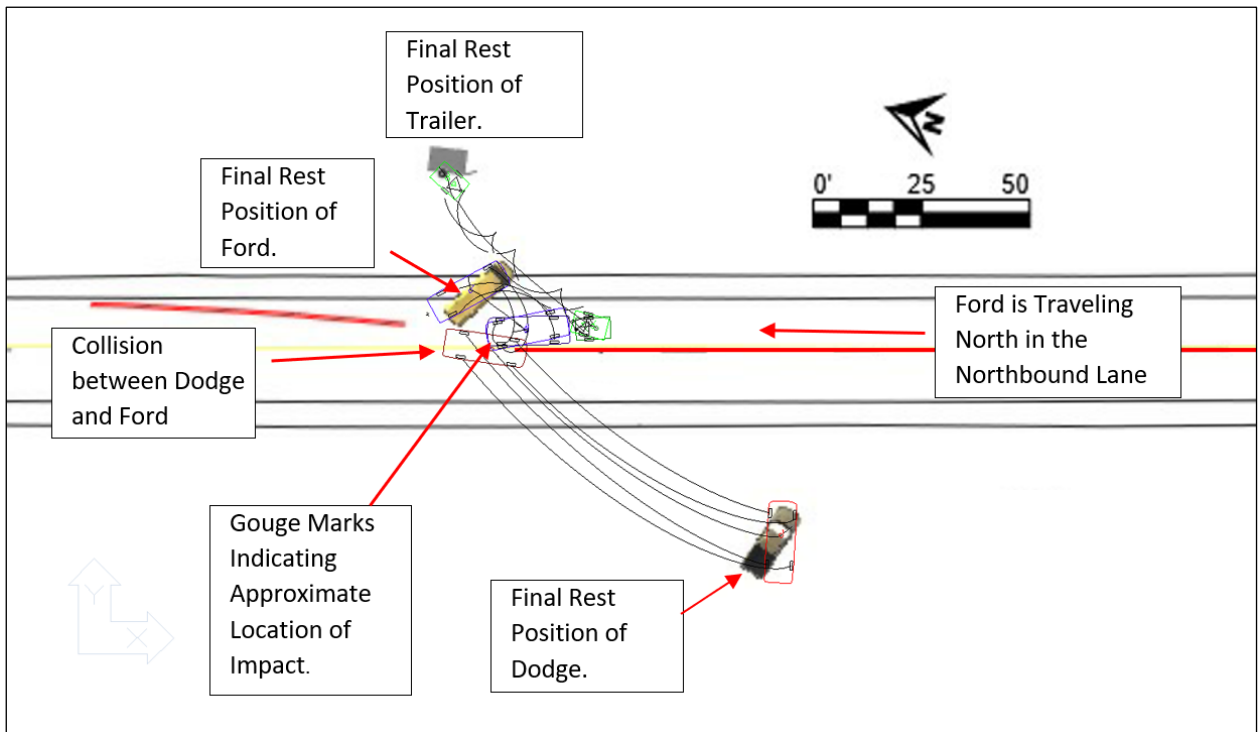 Final Rest
Position of
Trailer.
Final Rest
Position of
Ford.
N
0' 25 50
Ford is Traveling
North in the
Northbound Lane
Collision
between Dodge
and Ford
Gouge Marks
Indicating
Approximate
Location of
Impact.
Final Rest
Position of
Dodge.
Y
X